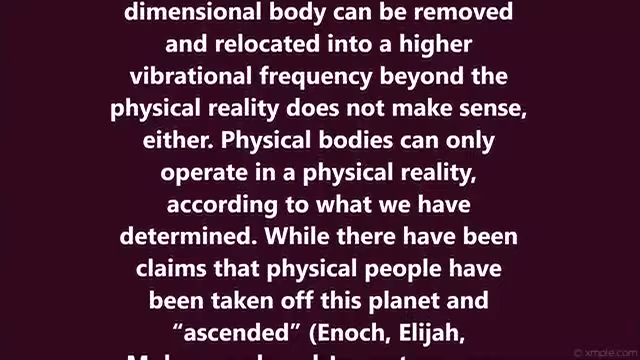 dimensional body can be removed
and relocated into a higher
vibrational frequency beyond the
physical reality does not make sense,
either. Physical bodies can only
operate in a physical reality,
according to what we have
determined. While there have been
claims that physical people have
been taken off this planet and
“ascended” (Enoch, Elijah,
© xmple.com